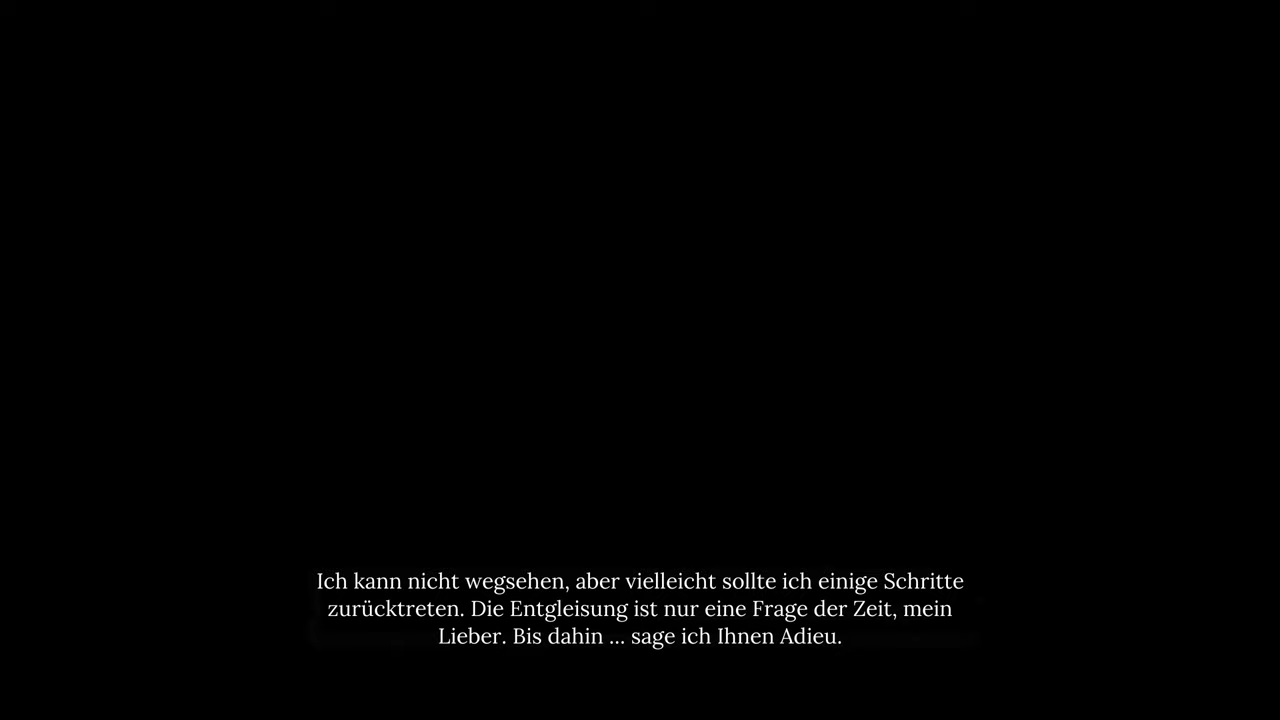 Ich kann nicht wegsehen, aber vielleicht sollte ich einige Schritte
zurücktreten. Die Entgleisung ist nur eine Frage der Zeit, mein
Lieber. Bis dahin ... sage ich Ihnen Adieu.